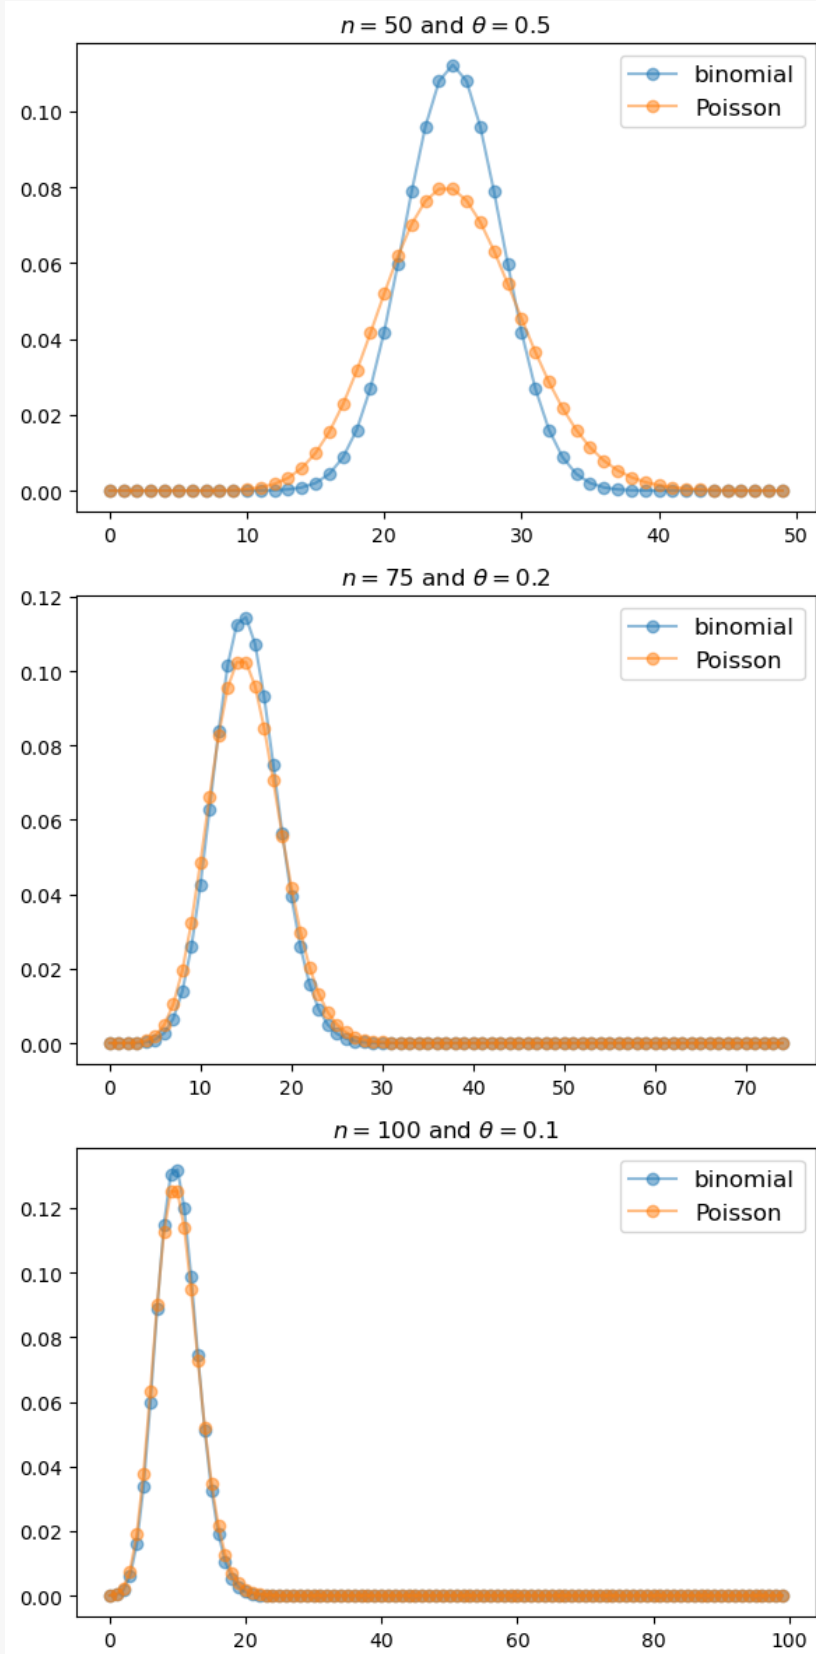 n = 50 and θ = 0.5
binomial
Poisson
0.10
0.08
0.06
0.04
0.02
0.00
0 10 20 30 40 50
n = 75 and θ = 0.2
binomial
Poisson
0.12
0.10
0.08
0.06
0.04
0.02
0.00
0 10 20 30 40 50 60 70
n = 100 and θ = 0.1
binomial
Poisson
0.12
0.10
0.08
0.06
0.04
0.02
0.00
0 20 40 60 80 100